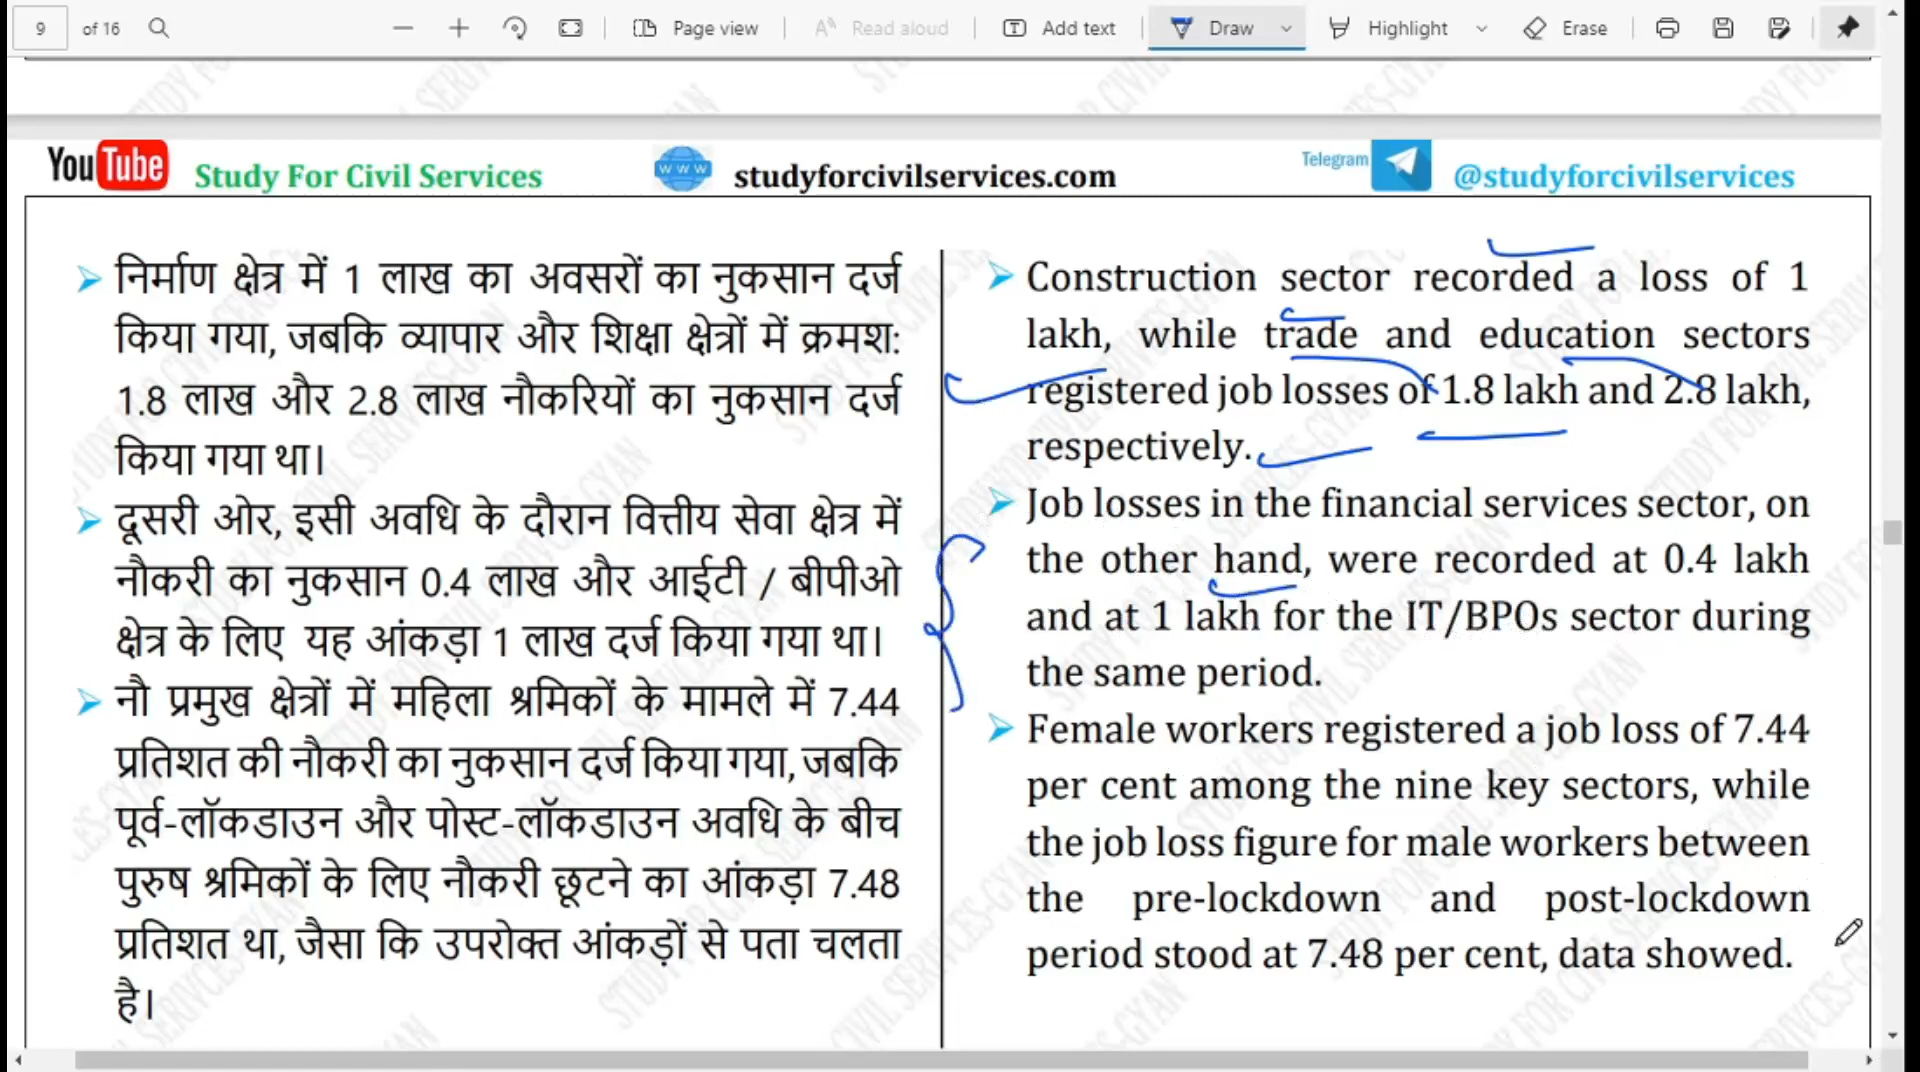 9 of 16 Page view Read aloud Add text Draw Highlight Erase
YouTube Study For Civil Services www studyforcivilservices.com Telegram @studyforcivilservices
निर्माण क्षेत्र में 1 लाख का अवसरों का नुकसान दर्ज
किया गया, जबकि व्यापार और शिक्षा क्षेत्रों में क्रमश:
1.8 लाख और 2.8 लाख नौकरियों का नुकसान दर्ज
किया गया था।
दूसरी ओर, इसी अवधि के दौरान वित्तीय सेवा क्षेत्र में
नौकरी का नुकसान 0.4 लाख और आईटी / बीपीओ
क्षेत्र के लिए यह आंकड़ा 1 लाख दर्ज किया गया था।
नौ प्रमुख क्षेत्रों में महिला श्रमिकों के मामले में 7.44
प्रतिशत की नौकरी का नुकसान दर्ज किया गया, जबकि
पूर्व-लॉकडाउन और पोस्ट-लॉकडाउन अवधि के बीच
पुरुष श्रमिकों के लिए नौकरी छूटने का आंकड़ा 7.48
प्रतिशत था, जैसा कि उपरोक्त आंकड़ों से पता चलता
है।
Construction sector recorded a loss of 1
lakh, while trade and education sectors
registered job losses of 1.8 lakh and 2.8 lakh,
respectively.
Job losses in the financial services sector, on
the other hand, were recorded at 0.4 lakh
and at 1 lakh for the IT/BPOs sector during
the same period.
Female workers registered a job loss of 7.44
per cent among the nine key sectors, while
the job loss figure for male workers between
the pre-lockdown and post-lockdown
period stood at 7.48 per cent, data showed.